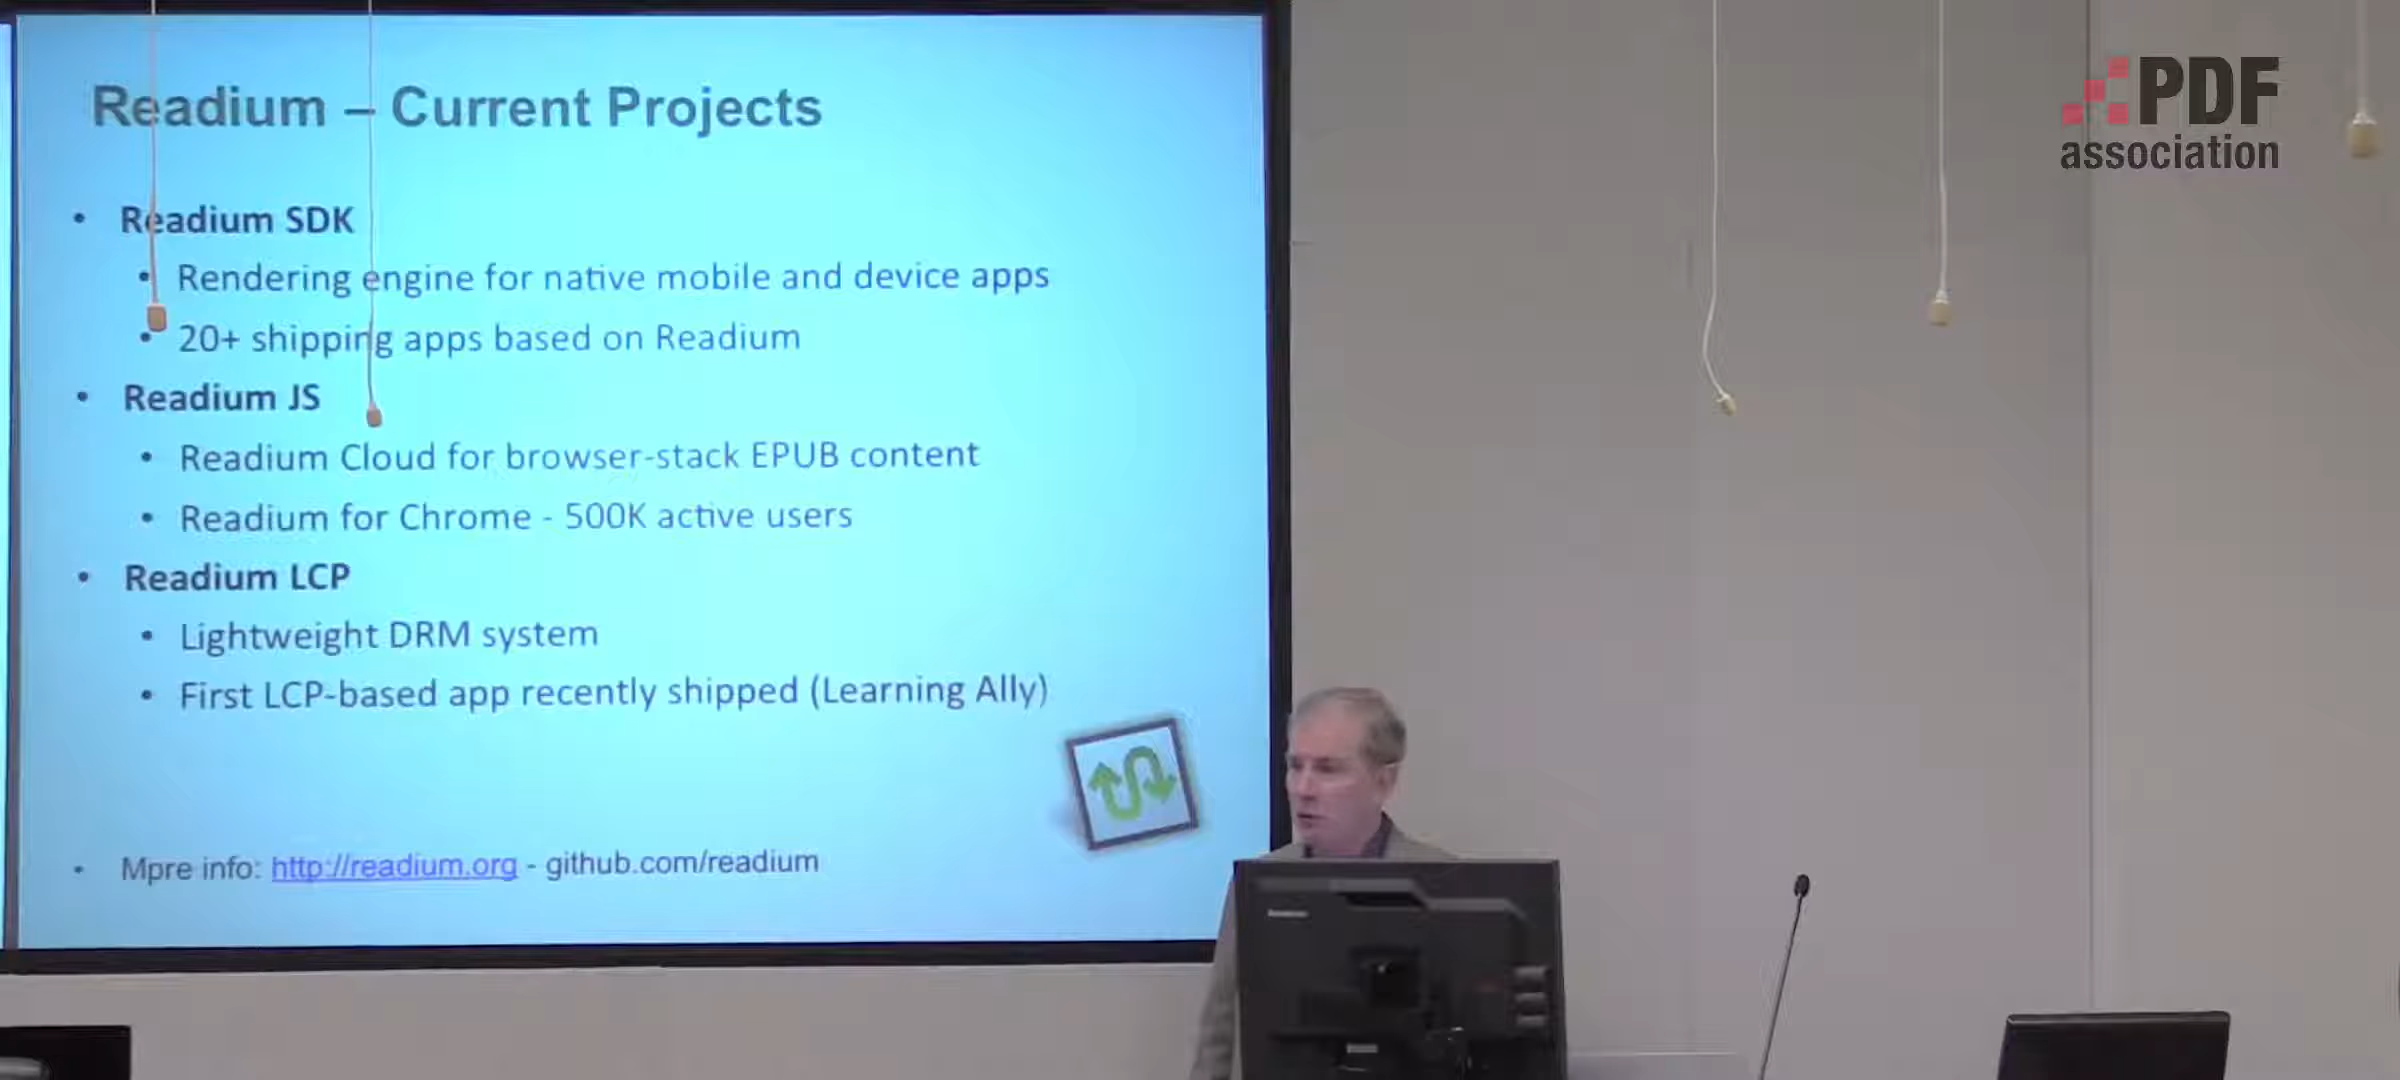 Readium – Current Projects
• Readium SDK
• Rendering engine for native mobile and device apps
• 20+ shipping apps based on Readium
• Readium JS
• Readium Cloud for browser-stack EPUB content
• Readium for Chrome - 500K active users
• Readium LCP
• Lightweight DRM system
• First LCP-based app recently shipped (Learning Ally)
• Mpre info: http://readium.org - github.com/readium
PDF
association